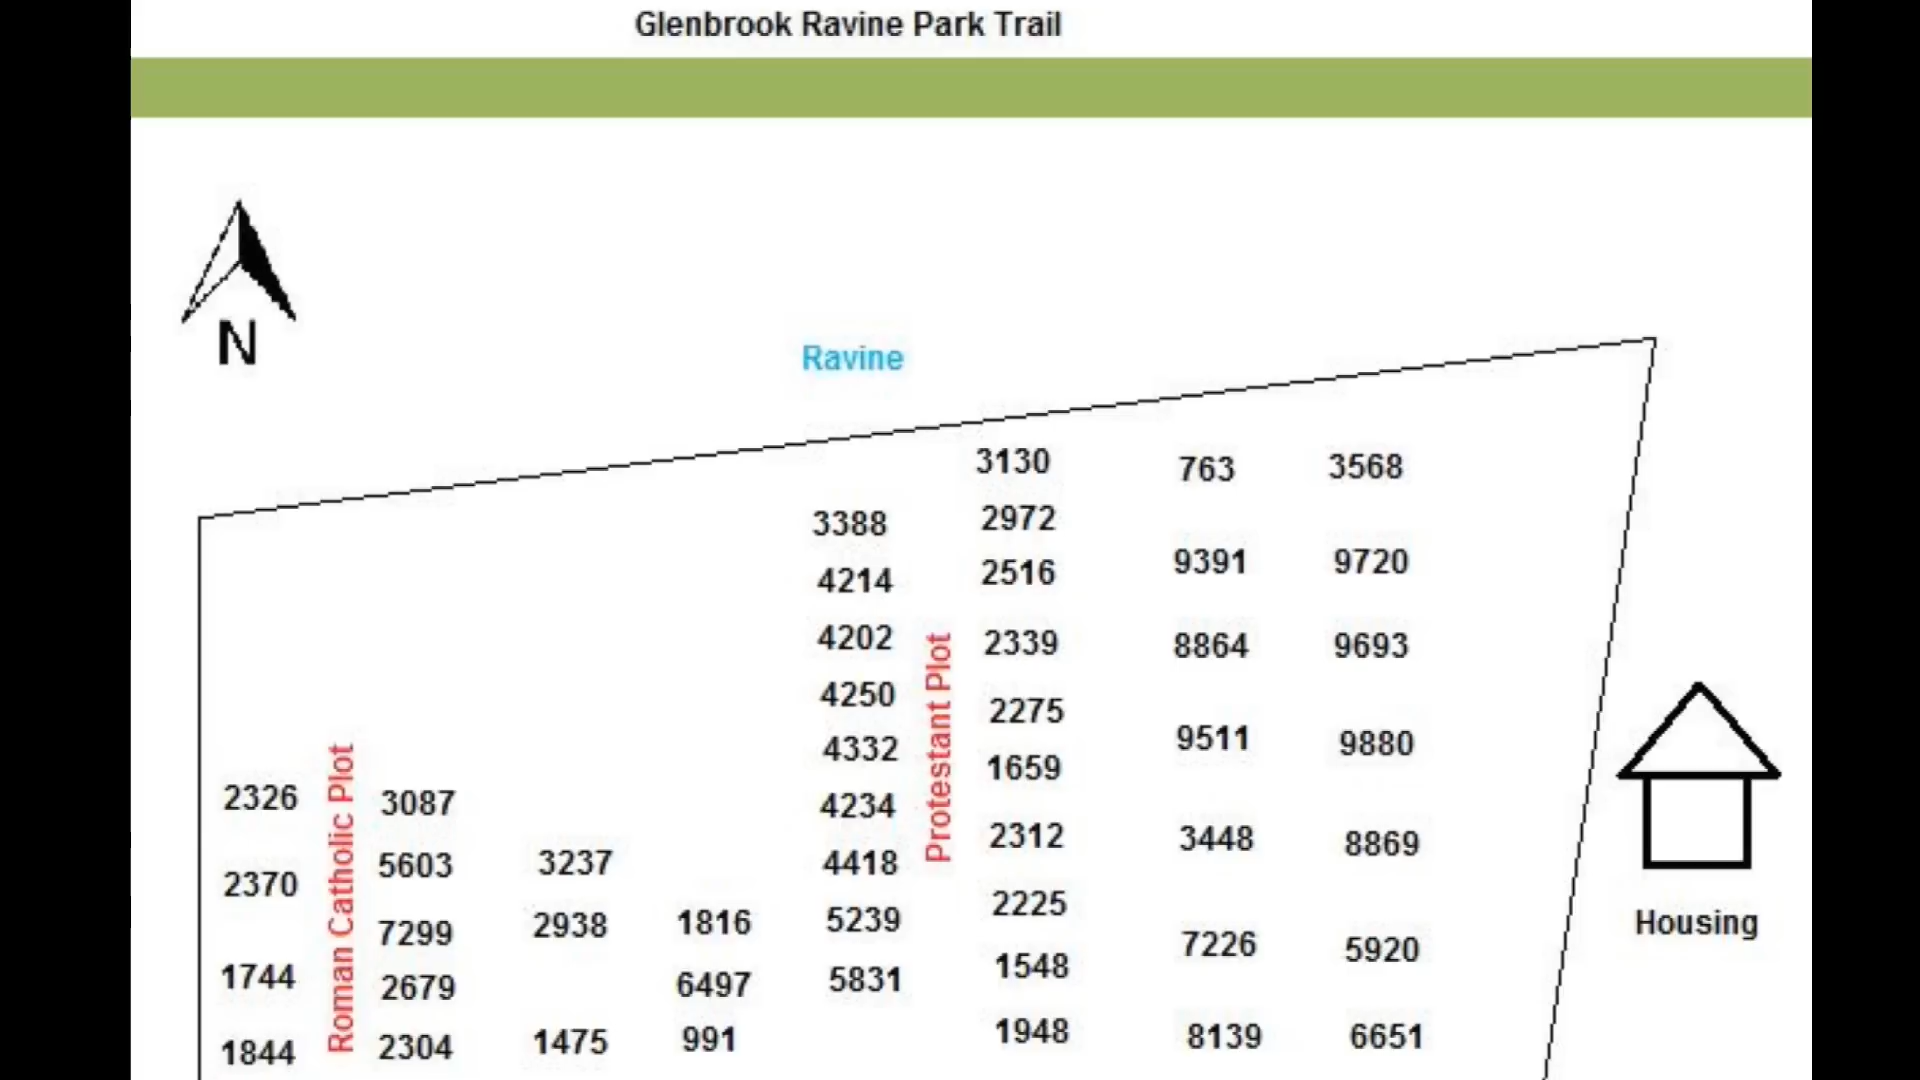 Glenbrook Ravine Park Trail
N
Ravine
3130 763 3568
3388 2972
4214 2516 9391 9720
4202 2339 8864 9693
4250 2275
4332 1659 9511 9880
Protestant Plot
2326 3087 4234 2312 3448 8869
Roman Catholic Plot
2370 5603 3237 4418 2225
Housing
7299 2938 1816 5239 7226 5920
1744 2679 6497 5831 1548
1844 2304 1475 991 1948 8139 6651